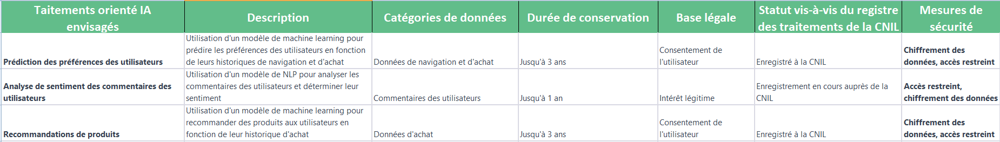 Taitements orienté IA
envisagés
Description
Catégories de données
Durée de conservation
Base légale
Statut vis-à-vis du registre
des traitements de la CNIL
Mesures de
sécurité
Prédiction des préférences des utilisateurs
Utilisation d'un modèle de machine learning pour
prédire les préférences des utilisateurs en fonction
de leurs historiques de navigation et d'achat
Données de navigation et d'achat
Jusqu'à 3 ans
Consentement de
l'utilisateur
Enregistré à la CNIL
Chiffrement des
données, accès restreint
Analyse de sentiment des commentaires des
utilisateurs
Utilisation d'un modèle de NLP pour analyser les
commentaires des utilisateurs et déterminer leur
sentiment
Commentaires des utilisateurs
Jusqu'à 1 an
Intérêt légitime
Enregistrement en cours auprès de la
CNIL
Accès restreint,
chiffrement des données
Recommandations de produits
Utilisation d'un modèle de machine learning pour
recommander des produits aux utilisateurs en
fonction de leur historique d'achat
Données d'achat
Jusqu'à 3 ans
Consentement de
l'utilisateur
Enregistré à la CNIL
Chiffrement des
données, accès restreint